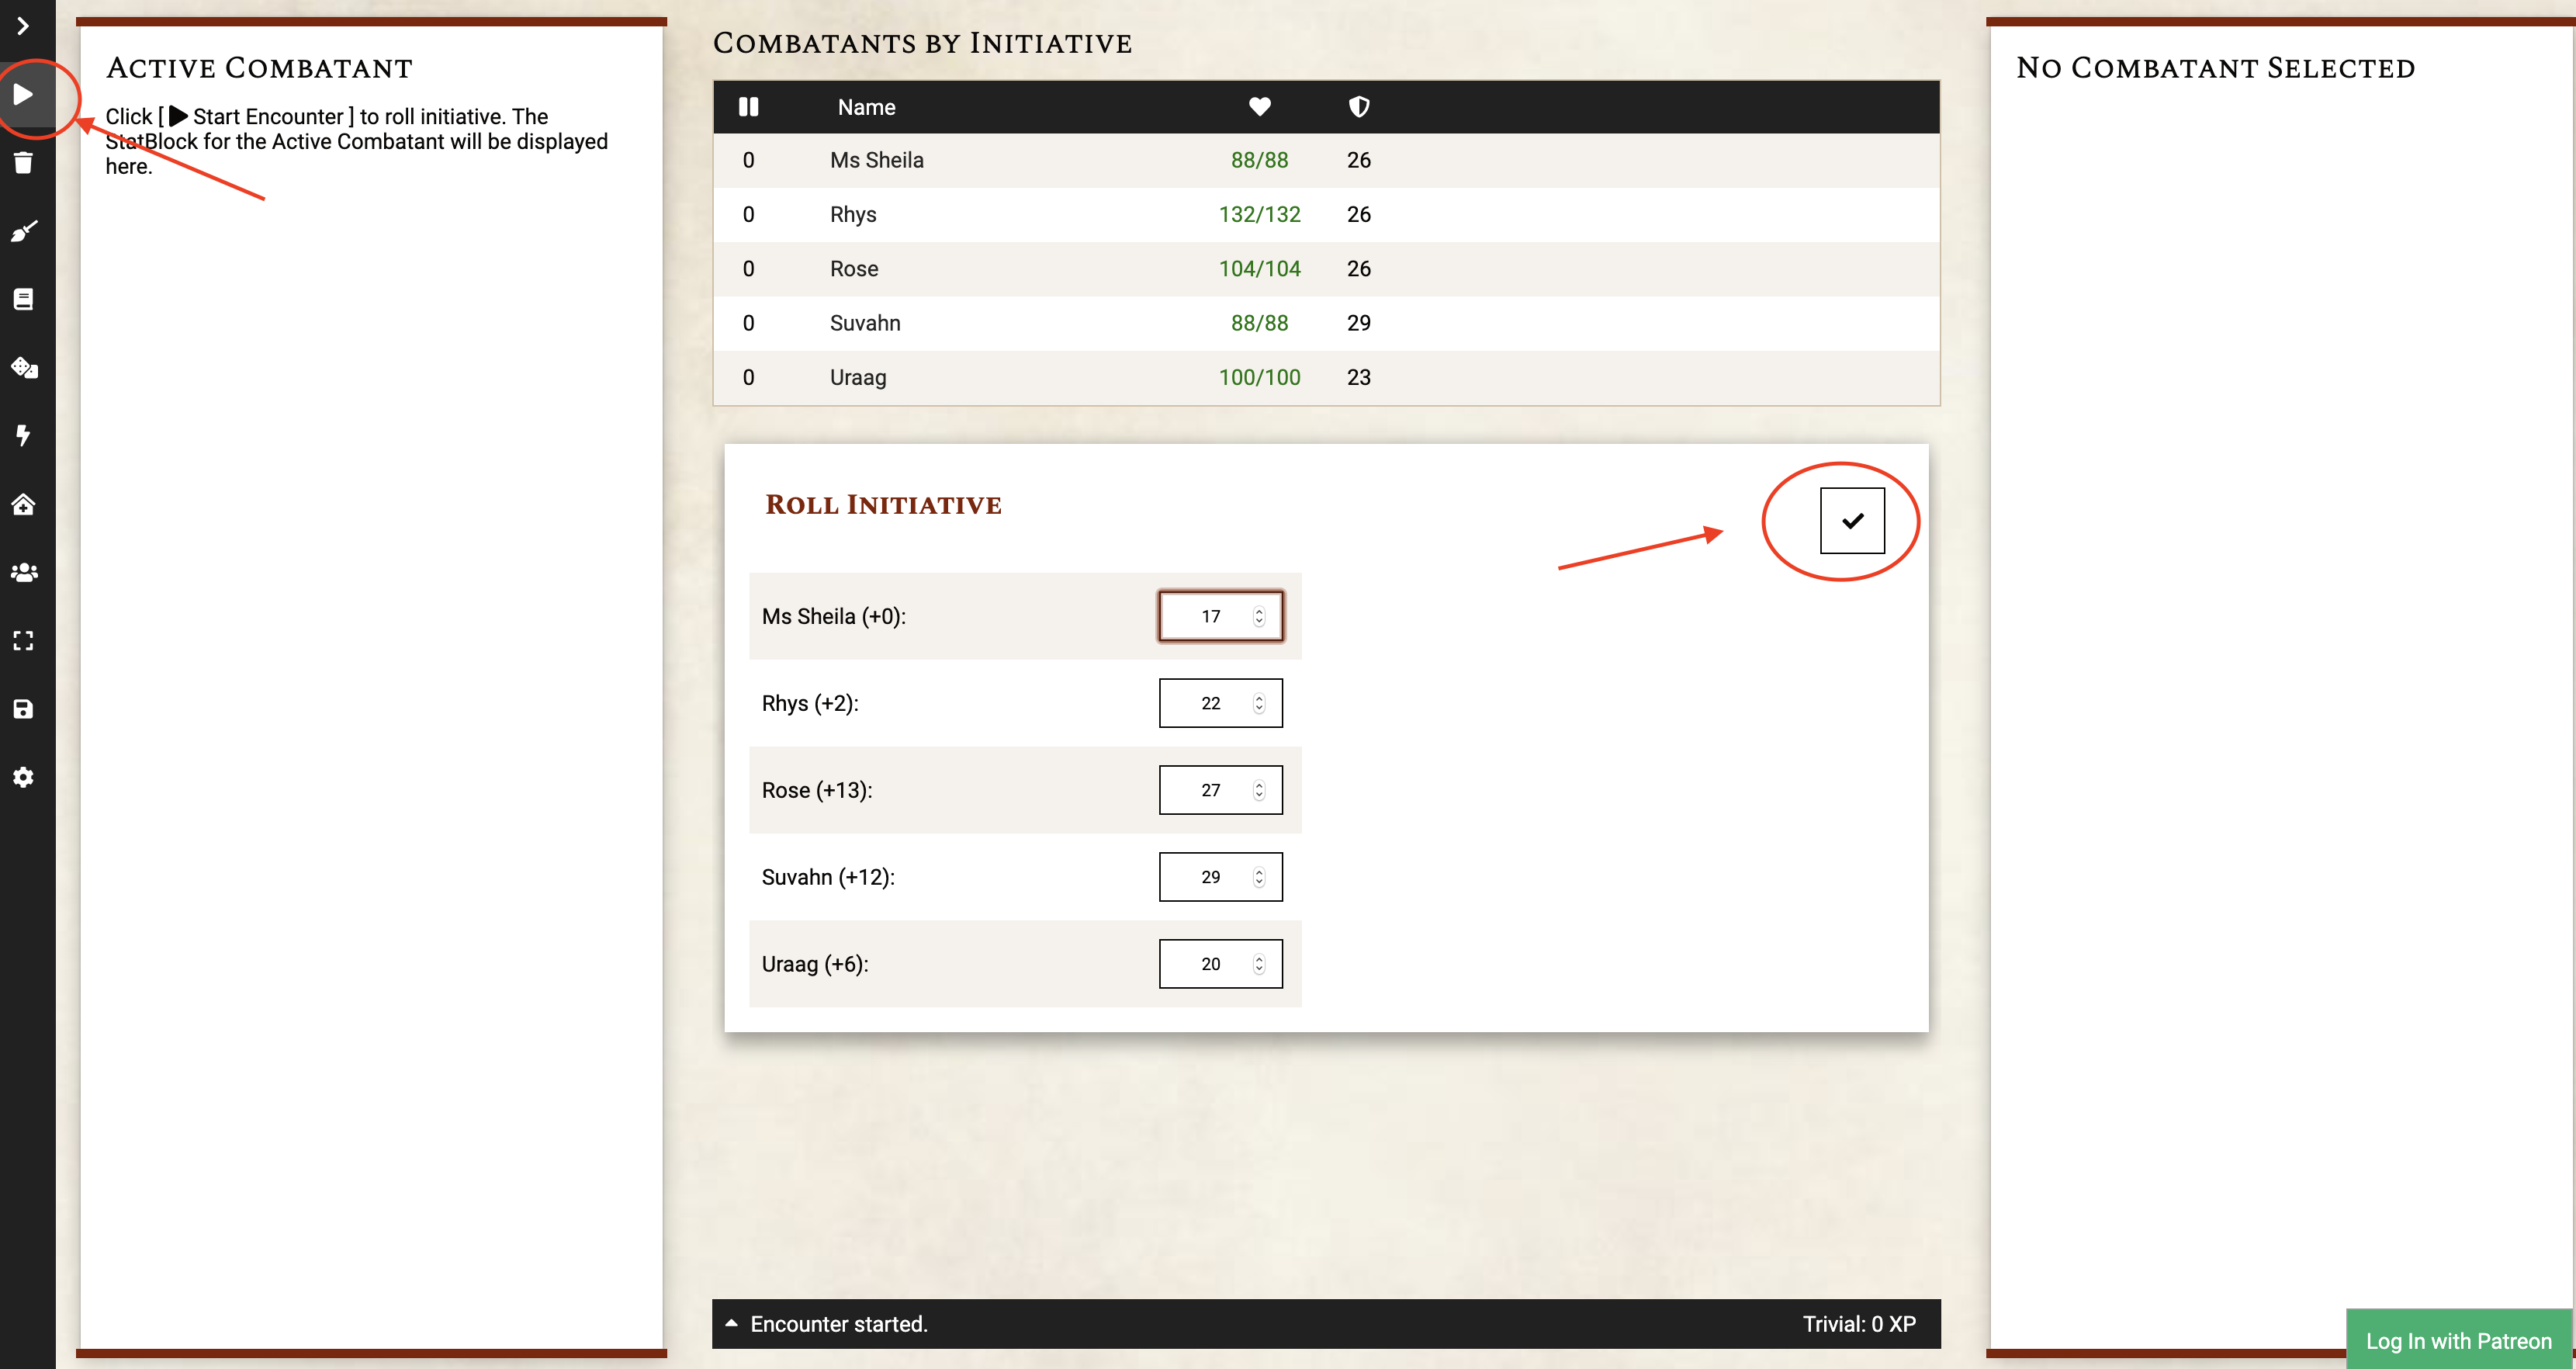 Active Combatant
Click [ Start Encounter ] to roll initiative. The
StatBlock for the Active Combatant will be displayed
here.
Combatants by Initiative
Name
0 Ms Sheila 88/88 26
0 Rhys 132/132 26
0 Rose 104/104 26
0 Suvahn 88/88 29
0 Uraag 100/100 23
Roll Initiative
Ms Sheila (+0): 17
Rhys (+2): 22
Rose (+13): 27
Suvahn (+12): 29
Uraag (+6): 20
Encounter started. Trivial: 0 XP
No Combatant Selected
Log In with Patreon